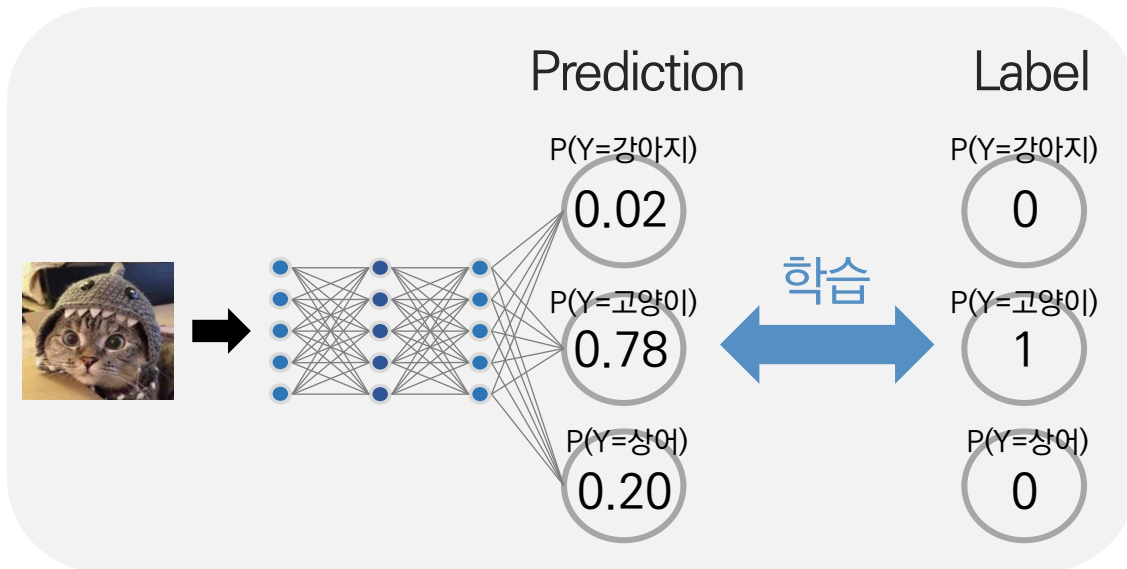 Prediction
Label
P(Y=강아지)
0.02
P(Y=강아지)
0
학습
P(Y=고양이)
0.78
P(Y=고양이)
1
P(Y=상어)
0.20
P(Y=상어)
0